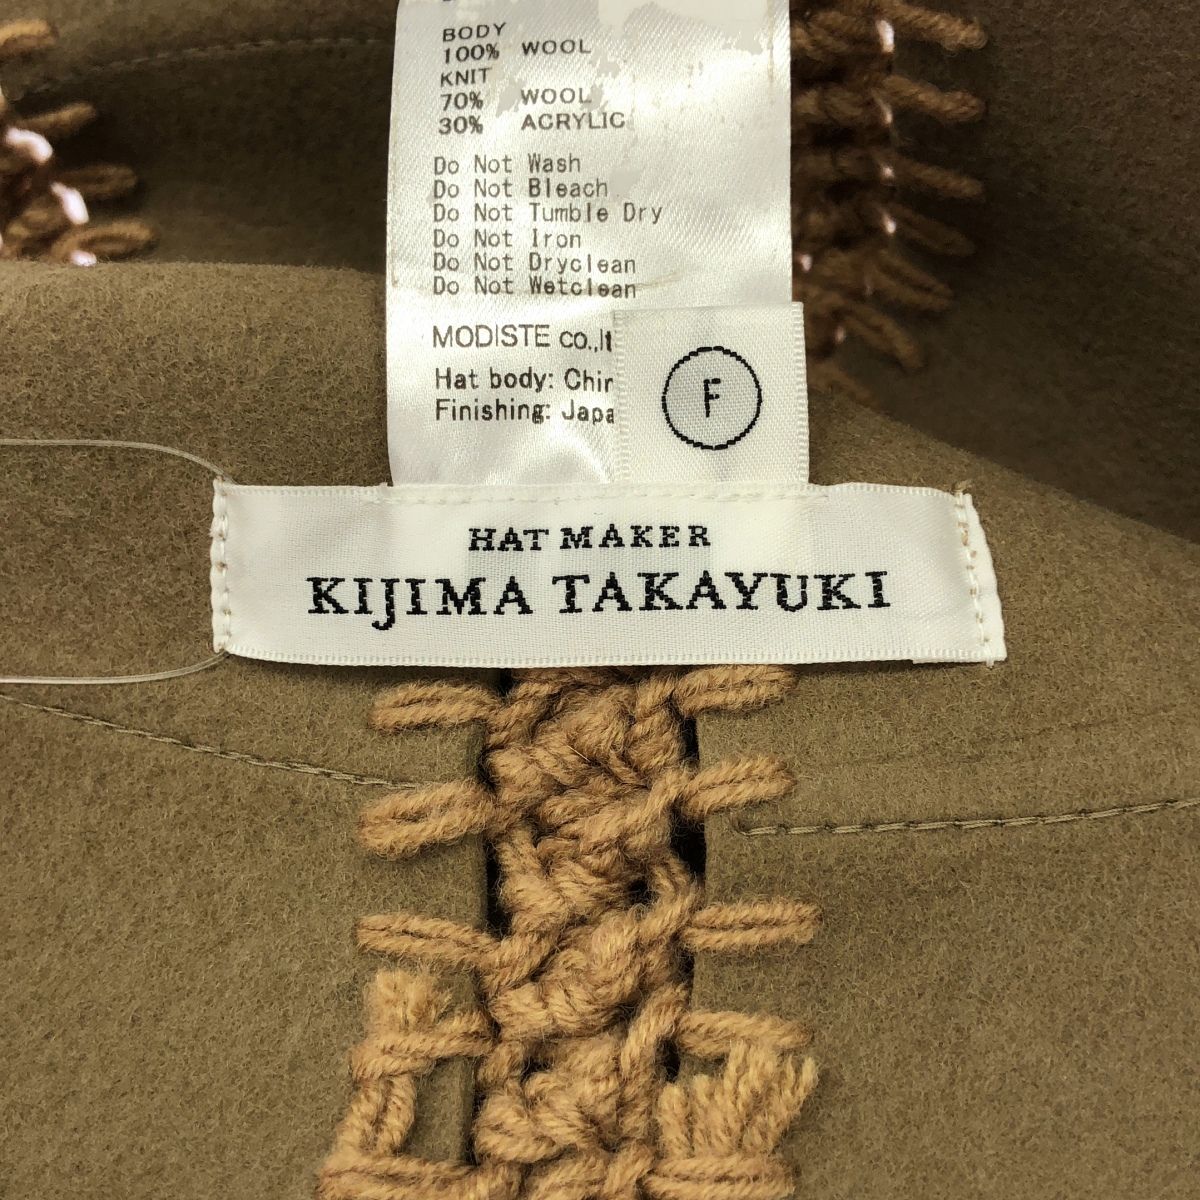 BODY
100% WOOL
KNIT
70% WOOL
30% ACRYLIC
Do Not Wash
Do Not Bleach
Do Not Tumble Dry
Do Not Iron
Do Not Dryclean
Do Not Wetclean
MODISTE co.,lt
Hat body: Chin
Finishing: Japa
F
HAT MAKER
KIJIMA TAKAYUKI